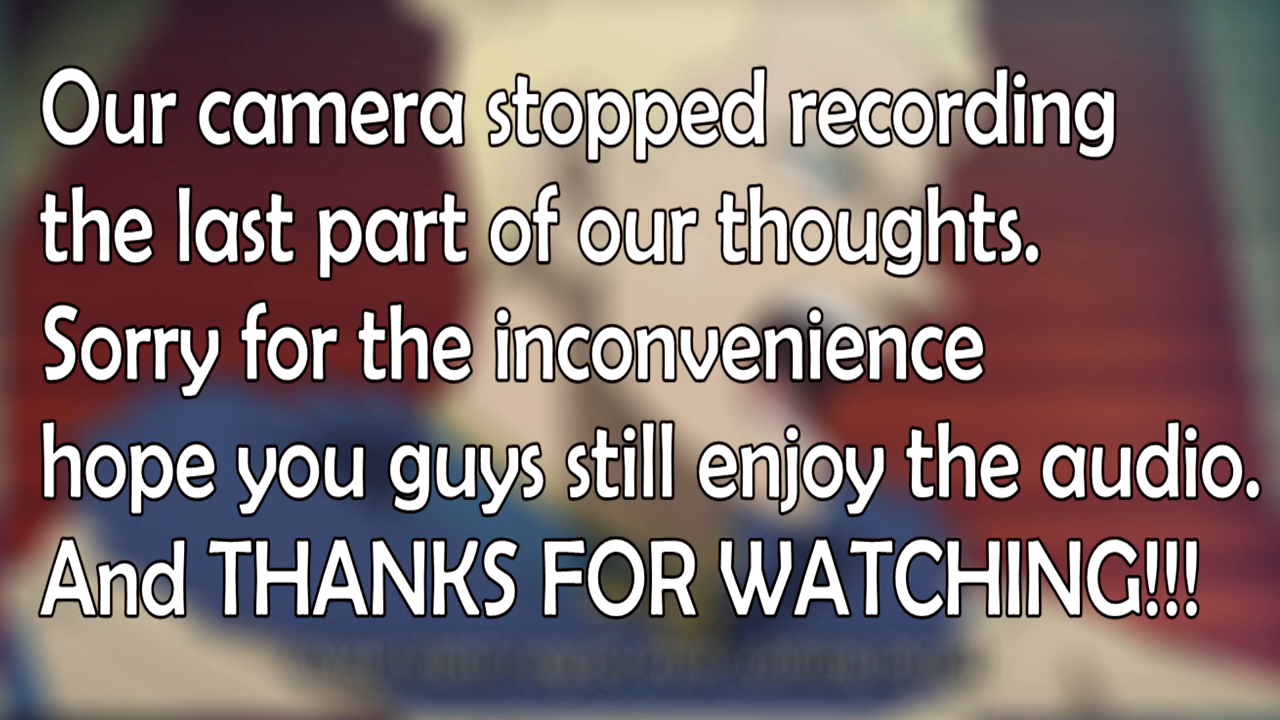 Our camera stopped recording
the last part of our thoughts.
Sorry for the inconvenience
hope you guys still enjoy the audio.
And THANKS FOR WATCHING!!!